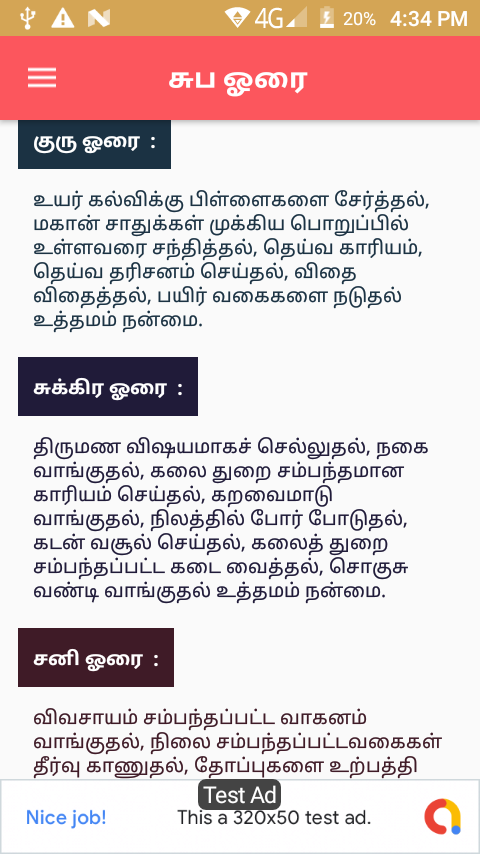 4G 20% 4:34 PM
சுப ஓரை
குரு ஓரை :
உயர் கல்விக்கு பிள்ளைகளை சேர்த்தல்,
மகான் சாதுக்கள் முக்கிய பொறுப்பில்
உள்ளவரை சந்தித்தல், தெய்வ காரியம்,
தெய்வ தரிசனம் செய்தல், விதை
விதைத்தல், பயிர் வகைகளை நடுதல்
உத்தமம் நன்மை.
சுக்கிர ஓரை :
திருமண விஷயமாகச் செல்லுதல், நகை
வாங்குதல், கலை துறை சம்பந்தமான
காரியம் செய்தல், கறவைமாடு
வாங்குதல், நிலத்தில் போர் போடுதல்,
கடன் வசூல் செய்தல், கலைத் துறை
சம்பந்தப்பட்ட கடை வைத்தல், சொகுசு
வண்டி வாங்குதல் உத்தமம் நன்மை.
சனி ஓரை :
விவசாயம் சம்பந்தப்பட்ட வாகனம்
வாங்குதல், நிலை சம்பந்தப்பட்டவகைகள்
தீர்வு காணுதல், தோப்புகளை உற்பத்தி
Test Ad
Nice job! This a 320x50 test ad.